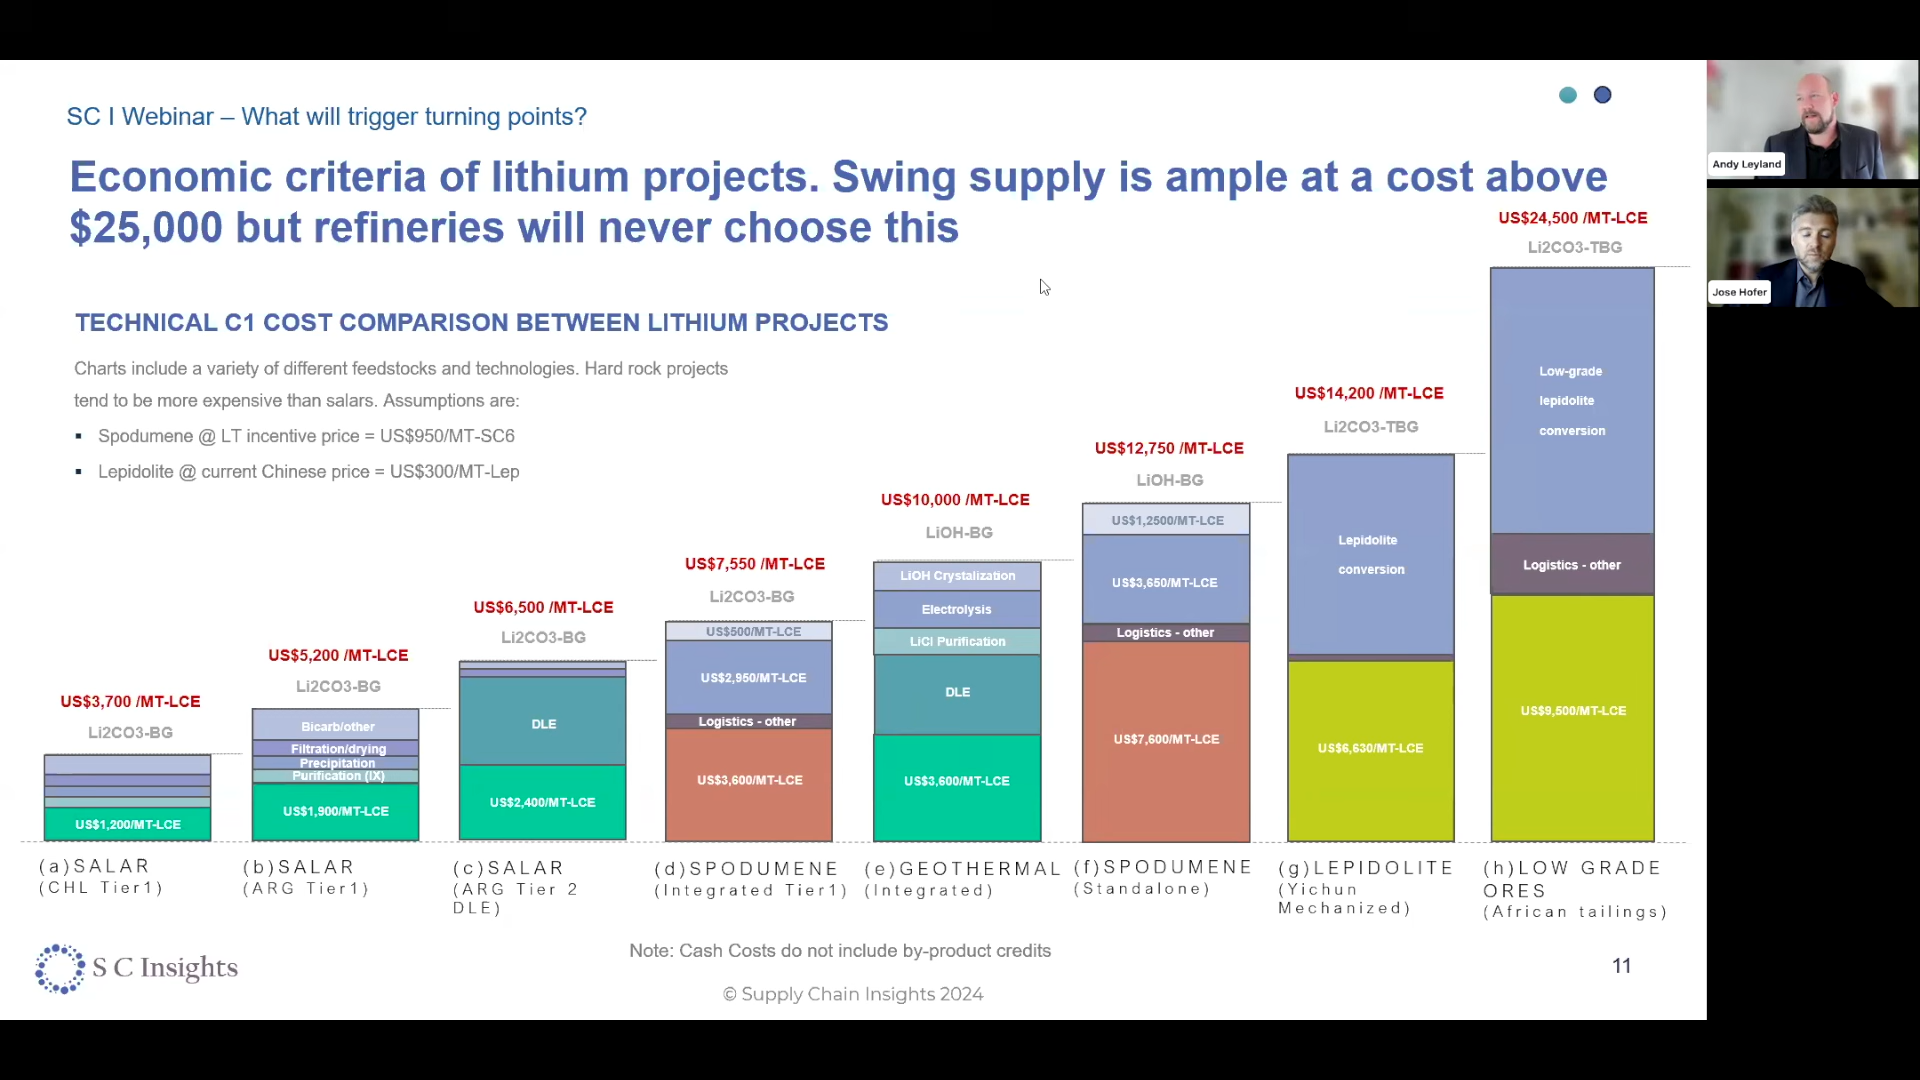 SC I Webinar – What will trigger turning points?
Economic criteria of lithium projects. Swing supply is ample at a cost above
$25,000 but refineries will never choose this
TECHNICAL C1 COST COMPARISON BETWEEN LITHIUM PROJECTS
Charts include a variety of different feedstocks and technologies. Hard rock projects
tend to be more expensive than salars. Assumptions are:
▪ Spodumene @ LT incentive price = US$950/MT-SC6
▪ Lepidolite @ current Chinese price = US$300/MT-Lep
US$3,700 /MT-LCE
Li2CO3-BG
US$1,200/MT-LCE
(a)SALAR
(CHL Tier1)
US$5,200 /MT-LCE
Li2CO3-BG
Bicarb/other
Filtration/drying
Precipitation
Purification (IX)
US$1,900/MT-LCE
(b)SALAR
(ARG Tier1)
US$6,500 /MT-LCE
Li2CO3-BG
DLE
US$2,400/MT-LCE
(c)SALAR
(ARG Tier 2
DLE)
US$7,550 /MT-LCE
Li2CO3-BG
US$500/MT-LCE
US$2,950/MT-LCE
Logistics - other
US$3,600/MT-LCE
(d)SPODUMENE
(Integrated Tier1)
US$10,000 /MT-LCE
LiOH-BG
LiOH Crystalization
Electrolysis
LiCl Purification
DLE
US$3,600/MT-LCE
(e)GEOTHERMAL
(Integrated)
US$12,750 /MT-LCE
LiOH-BG
US$1,2500/MT-LCE
US$3,650/MT-LCE
Logistics - other
US$7,600/MT-LCE
(f)SPODUMENE
(Standalone)
US$14,200 /MT-LCE
Li2CO3-TBG
Lepidolite
conversion
US$6,630/MT-LCE
(g)LEPIDOLITE
(Yichun
Mechanized)
US$24,500 /MT-LCE
Li2CO3-TBG
Low-grade
lepidolite
conversion
Logistics - other
US$9,500/MT-LCE
(h)LOW GRADE
ORES
(African tailings)
Note: Cash Costs do not include by-product credits
S C Insights
© Supply Chain Insights 2024
11
Andy Leyland
Jose Hofer